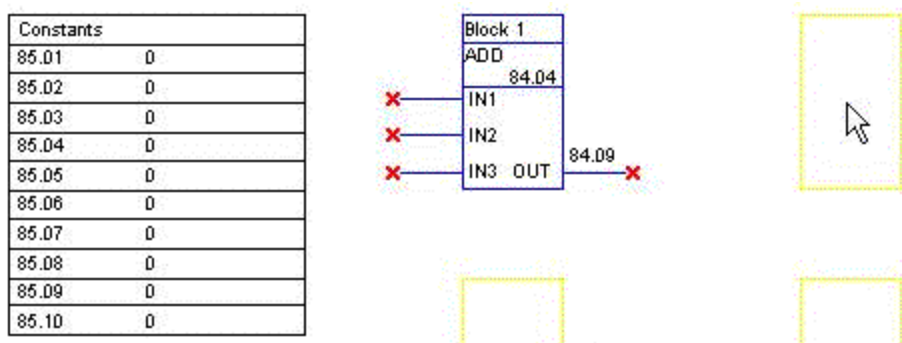 Constants
85.01 0
85.02 0
85.03 0
85.04 0
85.05 0
85.06 0
85.07 0
85.08 0
85.09 0
85.10 0
Block 1
ADD
84.04
IN1
IN2
IN3 OUT
84.09